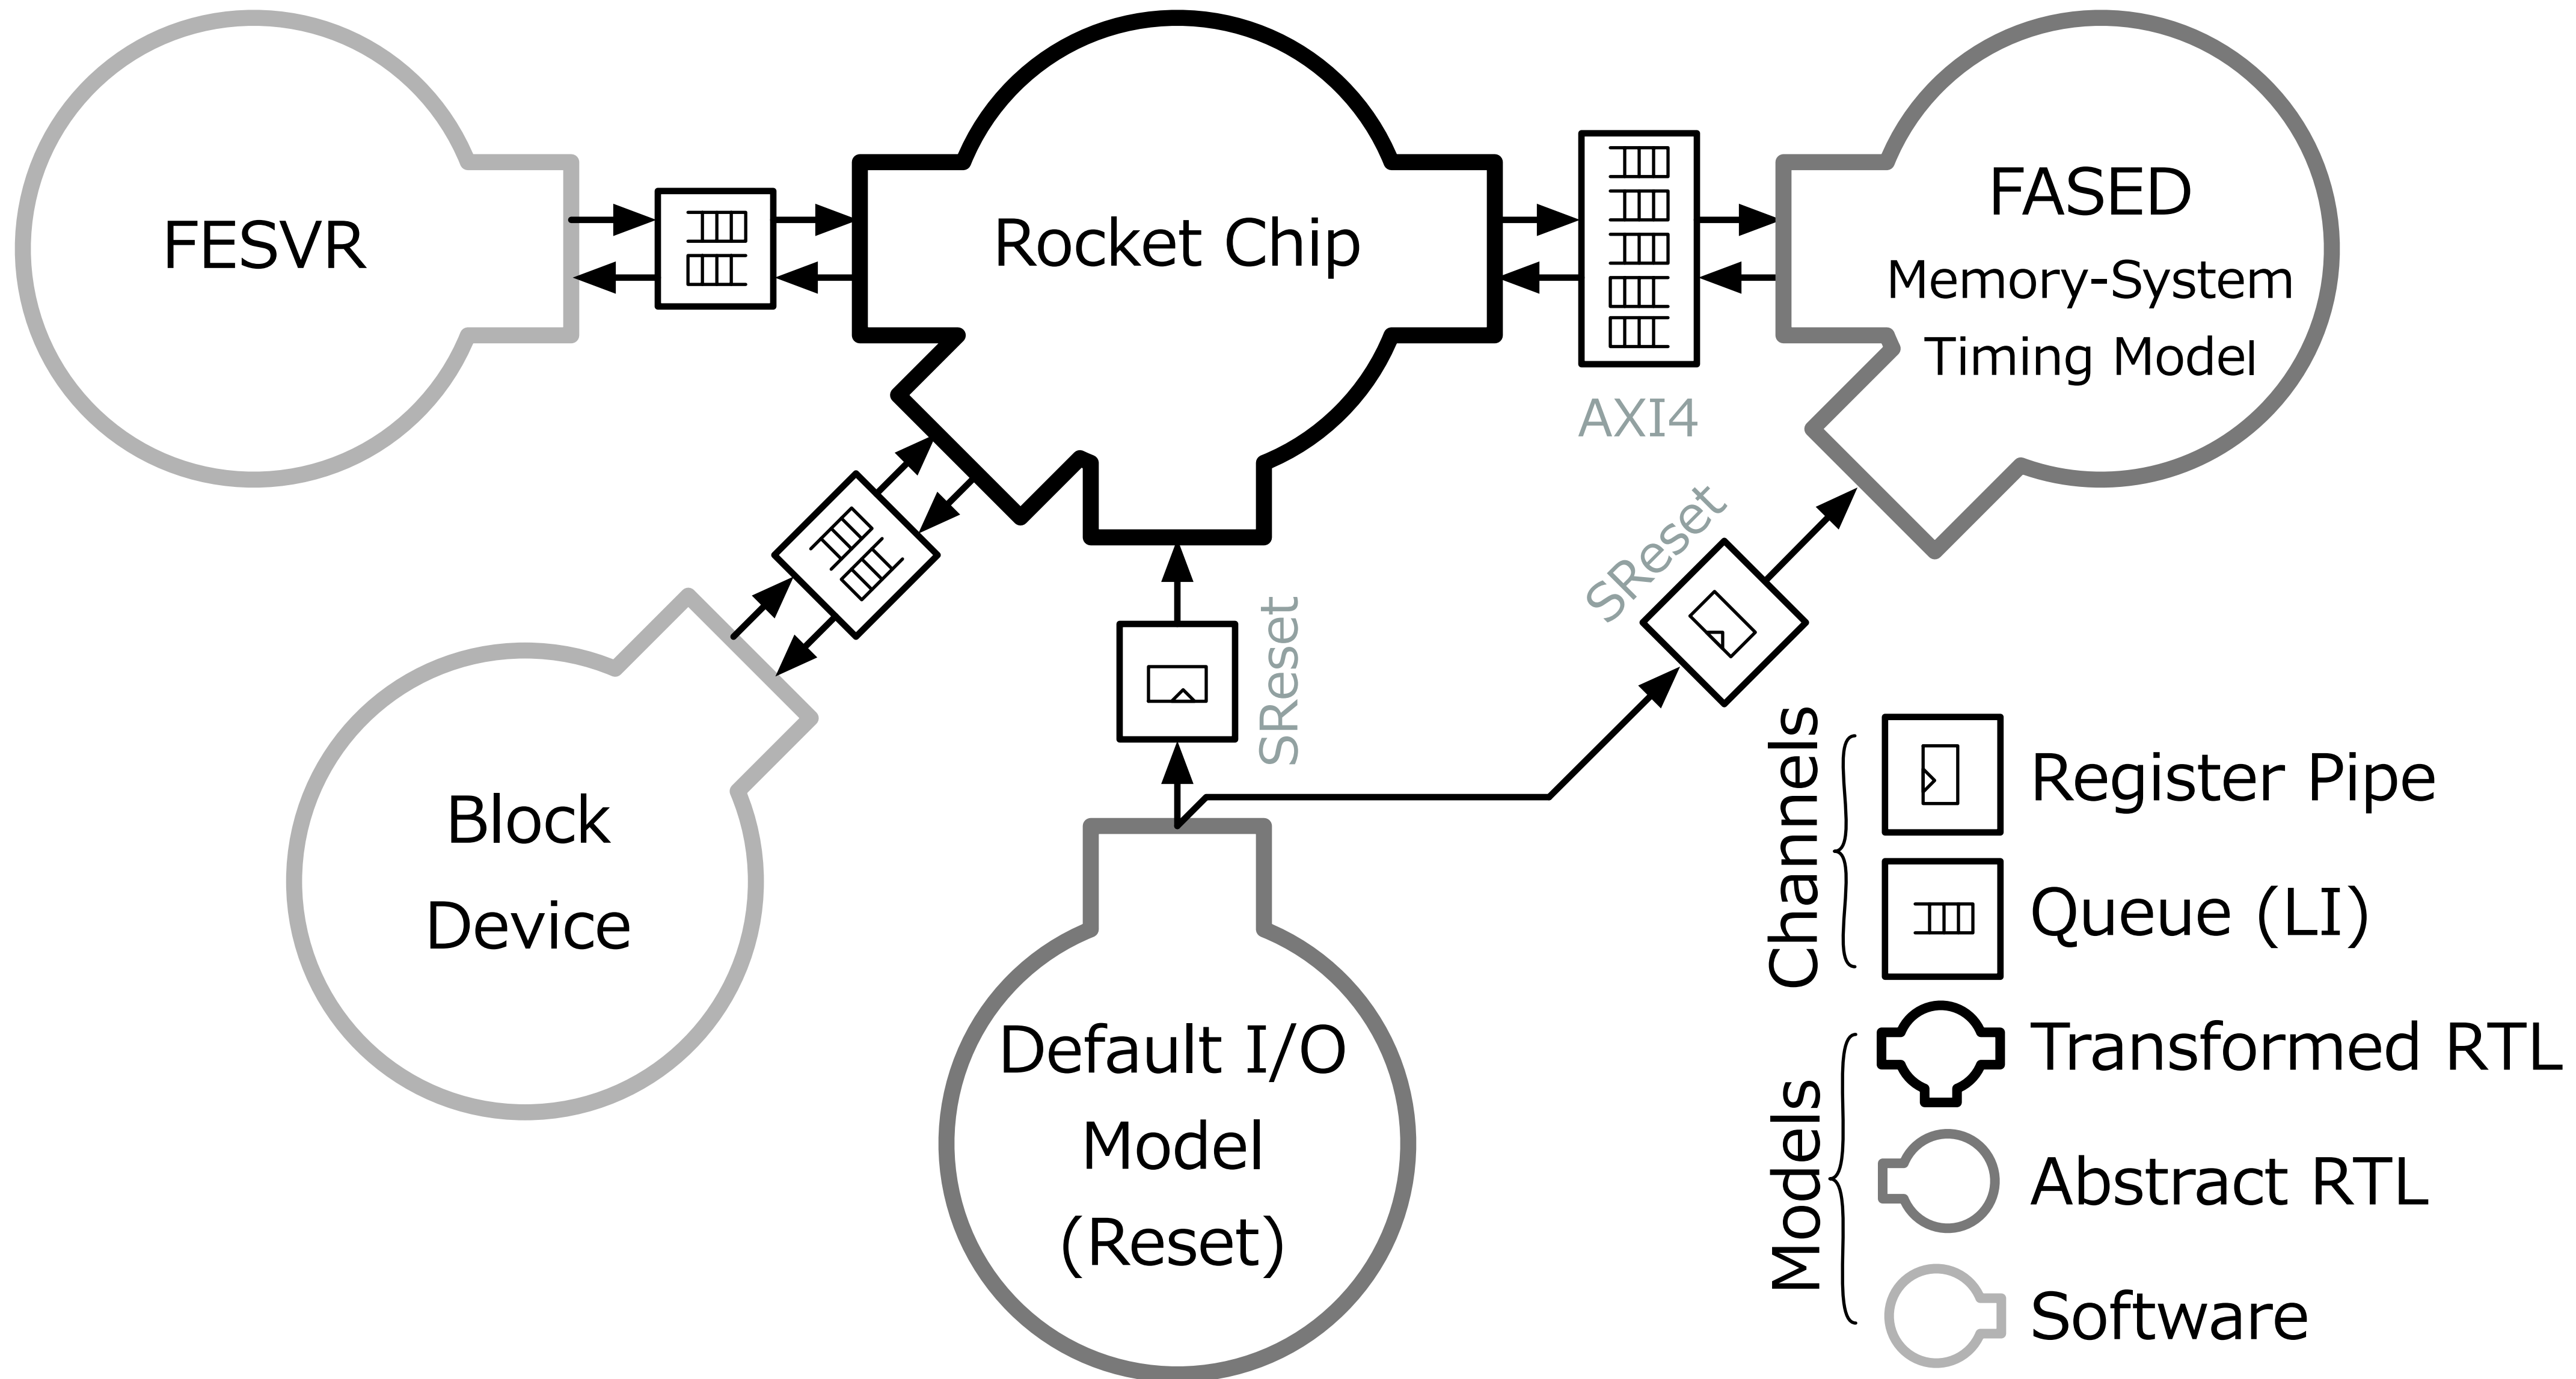 FESVR
Rocket Chip
FASED
Memory-System
Timing Model
AXI4
SReset
SReset
Block
Device
Default I/O
Model
(Reset)
Channels
Register Pipe
Queue (LI)
Models
Transformed RTL
Abstract RTL
Software